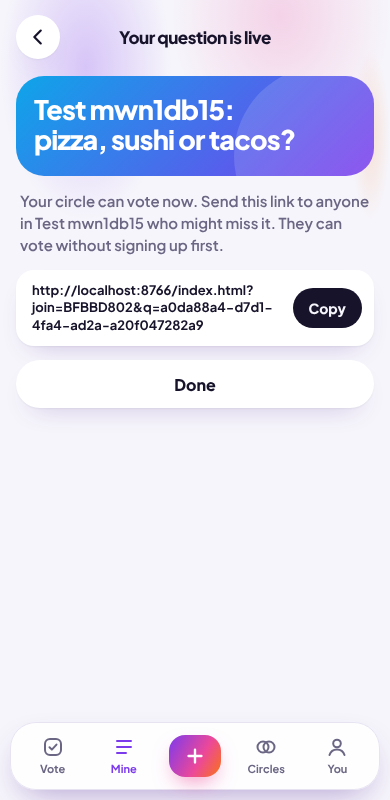 Your question is live
Test mwn1db15:
pizza, sushi or tacos?
Your circle can vote now. Send this link to anyone
in Test mwn1db15 who might miss it. They can
vote without signing up first.
http://localhost:8766/index.html?
join=BFBBD802&q=a0da88a4-d7d1-
4fa4-ad2a-a20f047282a9
Copy
Done
Vote
Mine
Circles
You